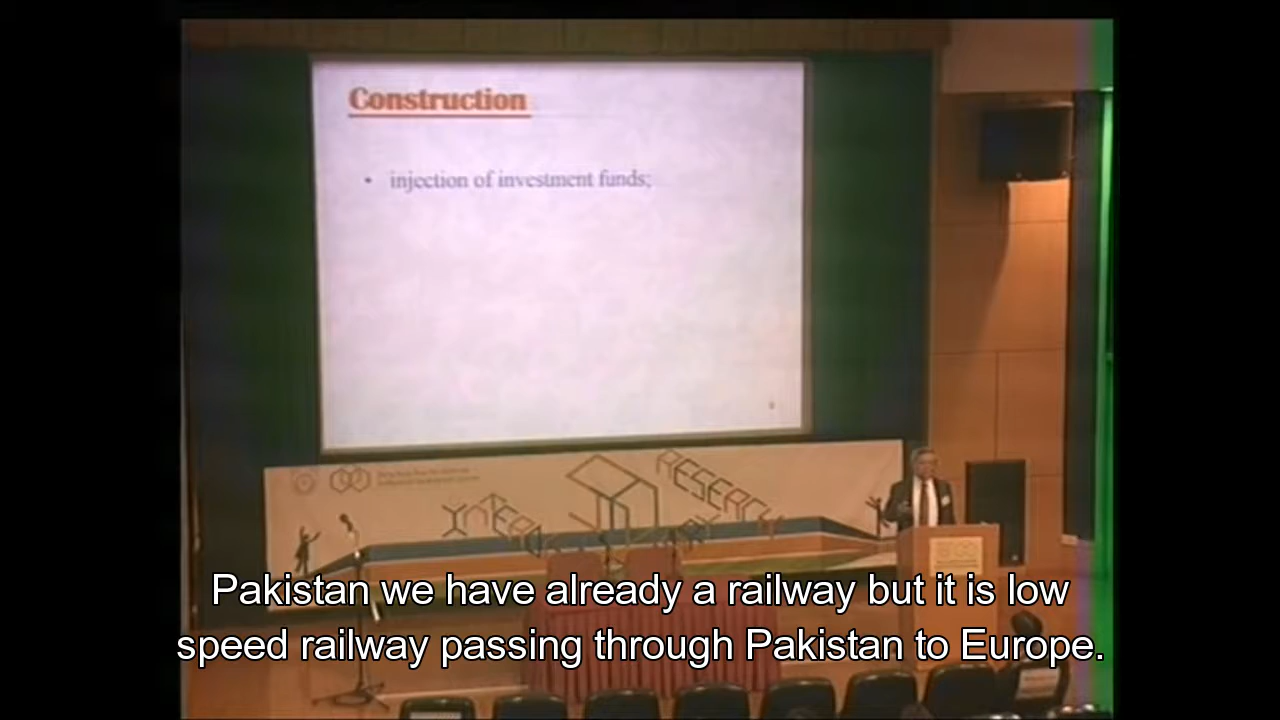 Construction
• injection of investment funds;
RESEARCH
Pakistan we have already a railway but it is low
speed railway passing through Pakistan to Europe.